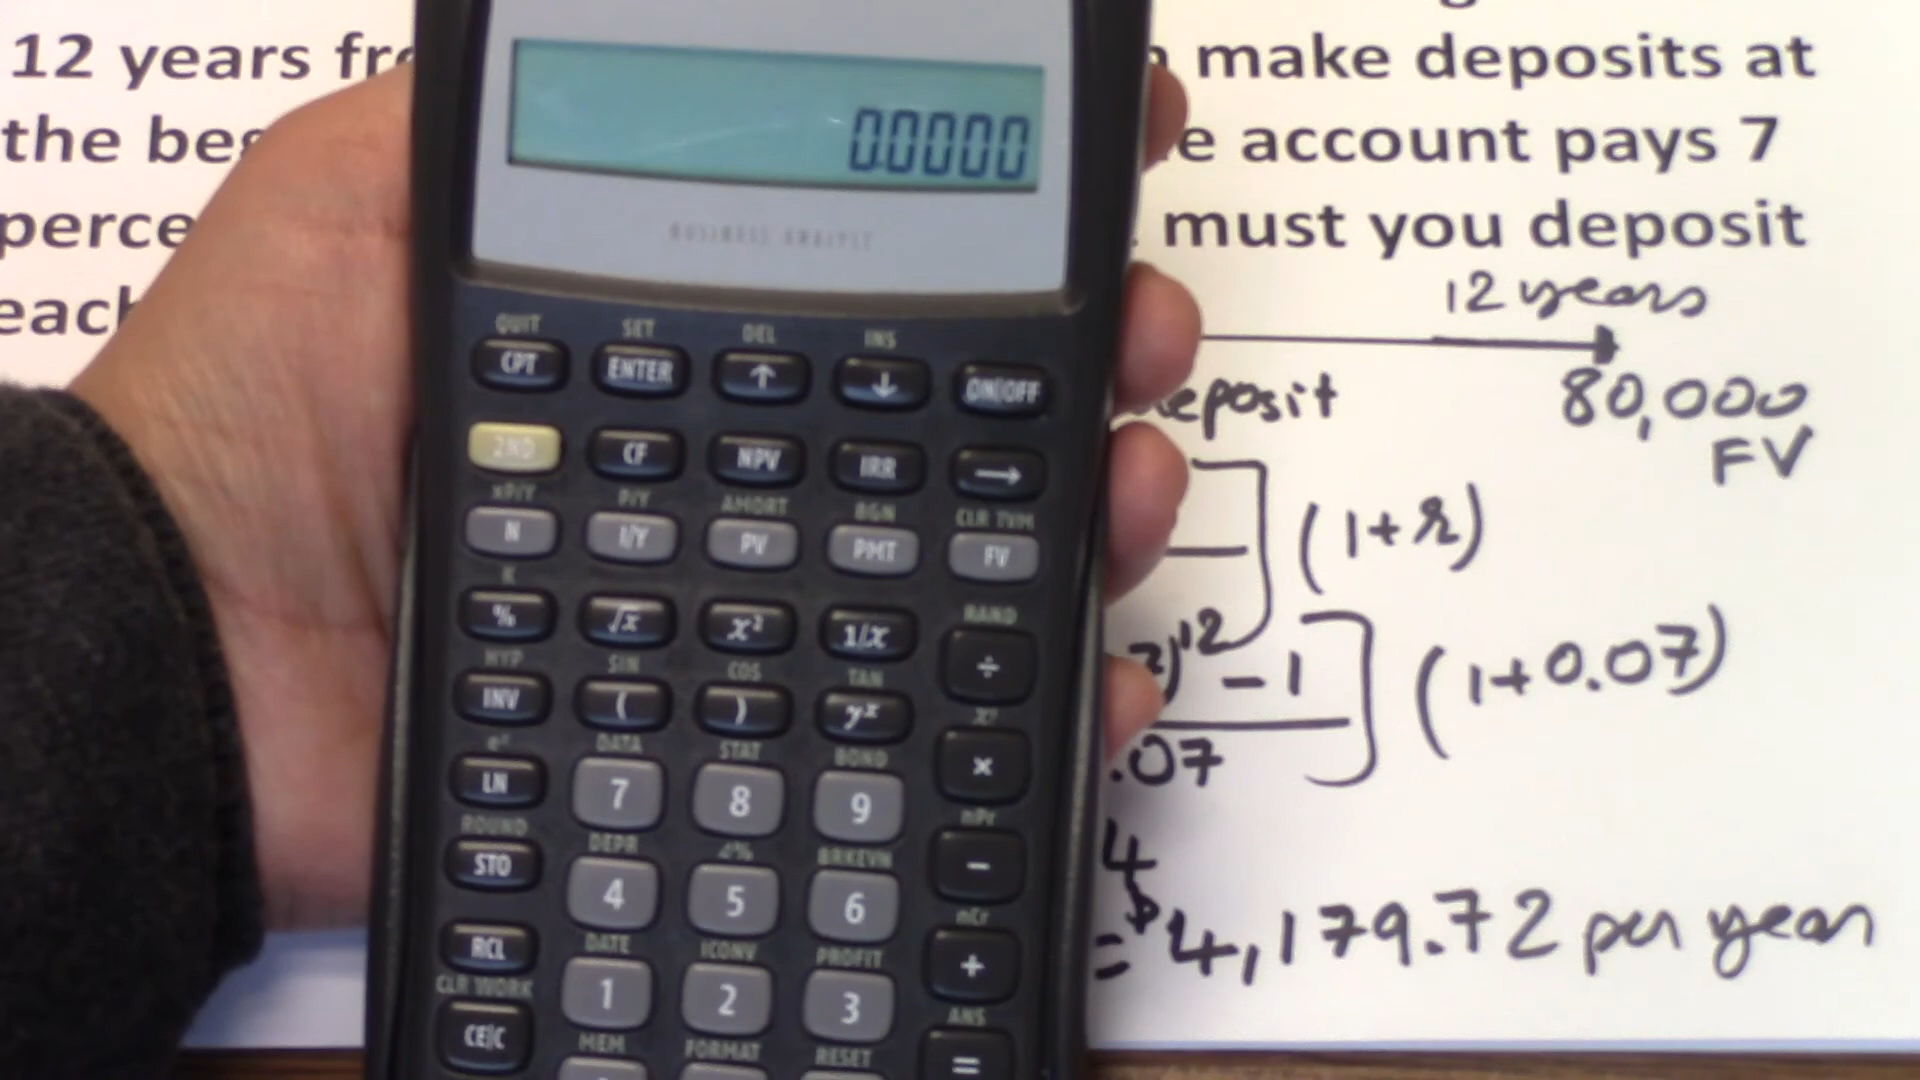 12 years
make deposits at
the
account pays 7
must you deposit
12 years
deposit
80,000
FV
(1+r)
)12 - 1
(1+0.07)
.07
4
= $4,179.72 per year
0.0000
BUSINESS ANALYST
QUIT SET DEL INS
CPT ENTER ↑ ↓ ON|OFF
2ND CF NPV IRR →
xP/Y P/Y AMORT BGN CLR TVM
N I/Y PV PMT FV
K RAND
% √x x² 1/x ÷
HYP SIN COS TAN
INV ( ) yˣ
eˣ DATA STAT BOND x!
LN 7 8 9 ×
ROUND DEPR Δ% BRKEVN nPr
STO 4 5 6 −
DATE ICONV PROFIT nCr
RCL 1 2 3 +
CLR WORK MEM FORMAT RESET ANS
CE|C =